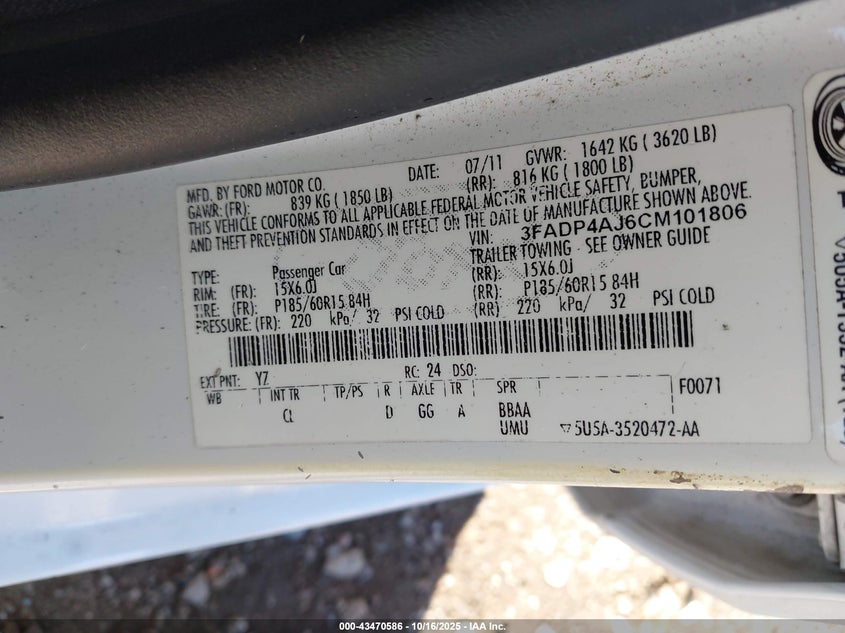 MFD. BY FORD MOTOR CO.
DATE: 07/11 GVWR: 1642 KG ( 3620 LB)
GAWR: (FR): 839 KG ( 1850 LB) (RR): 816 KG ( 1800 LB)
THIS VEHICLE CONFORMS TO ALL APPLICABLE FEDERAL MOTOR VEHICLE SAFETY, BUMPER,
AND THEFT PREVENTION STANDARDS IN EFFECT ON THE DATE OF MANUFACTURE SHOWN ABOVE.
VIN: 3FADP4AJ6CM101806
TYPE: Passenger Car TRAILER TOWING - SEE OWNER GUIDE
RIM: (FR): 15X6.0J (RR): 15X6.0J
TIRE: (FR): P185/60R15 84H (RR): P185/60R15 84H
PRESSURE: (FR): 220 kPa/ 32 PSI COLD (RR) 220 kPa/ 32 PSI COLD
EXT PNT: YZ RC: 24 DSO:
WB INT TR TP/PS R AXLE TR SPR F0071
CL D GG A BBAA
UMU ▽5U5A-3520472-AA
000-43470586 - 10/16/2025 - IAA Inc.